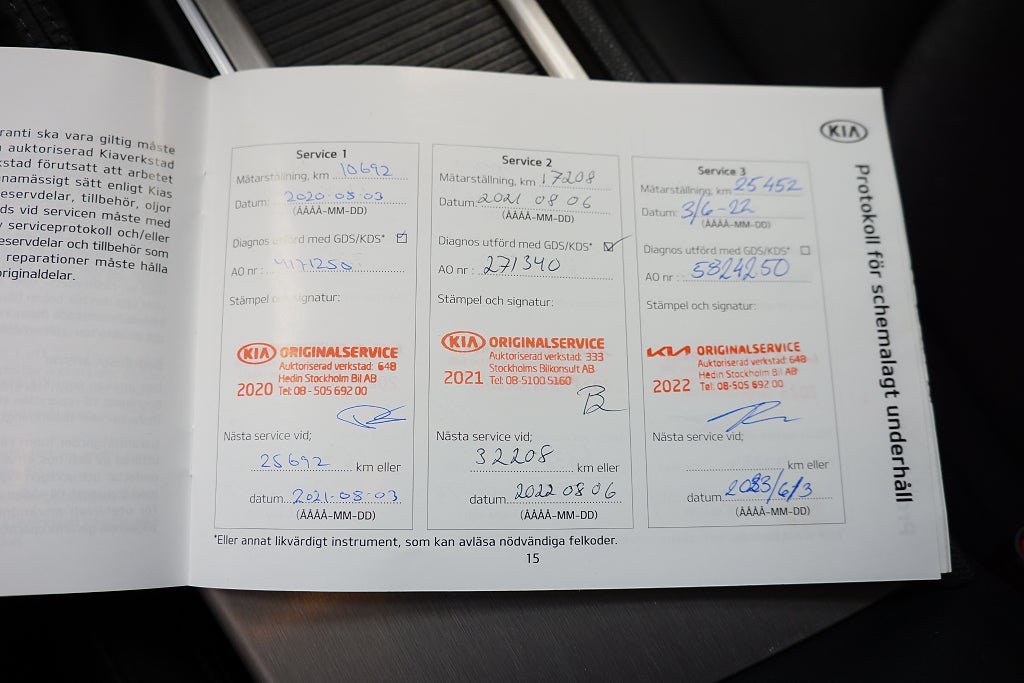 ranti ska vara giltig måste
auktoriserad Kiaverkstad
kstad förutsatt att arbetet
namässigt sätt enligt Kias
eservdelar, tillbehör, oljor
ds vid servicen måste med
v serviceprotokoll och/eller
eservdelar och tillbehör som
reparationer måste hålla
originaldelar.
KIA
Protokoll för schemalagt underhåll
Service 1
Mätarställning, km 10692
Datum: 2020-08-03
(ÅÅÅÅ-MM-DD)
Diagnos utförd med GDS/KDS*
AO nr: 4171250
Stämpel och signatur:
KIA ORIGINALSERVICE
Auktoriserad verkstad: 648
Hedin Stockholm Bil AB
2020 Tel: 08 - 505 692 00
Nästa service vid;
25692 km eller
datum 2021-08-03
(ÅÅÅÅ-MM-DD)
Service 2
Mätarställning, km 17208
Datum: 2021 08 06
(ÅÅÅÅ-MM-DD)
Diagnos utförd med GDS/KDS*
AO nr: 271340
Stämpel och signatur:
KIA ORIGINALSERVICE
Auktoriserad verkstad: 333
Stockholms Bilkonsult AB
2021 Tel: 08-5100 5160
Nästa service vid;
32208 km eller
datum 2022 08 06
(ÅÅÅÅ-MM-DD)
Service 3
Mätarställning, km 25452
Datum: 3/6-22
(ÅÅÅÅ-MM-DD)
Diagnos utförd med GDS/KDS*
AO nr: 5824250
Stämpel och signatur:
KIA ORIGINALSERVICE
Auktoriserad verkstad: 648
Hedin Stockholm Bil AB
2022 Tel: 08-505 692 00
Nästa service vid;
km eller
datum 2023/6/3
(ÅÅÅÅ-MM-DD)
*Eller annat likvärdigt instrument, som kan avläsa nödvändiga felkoder.
15